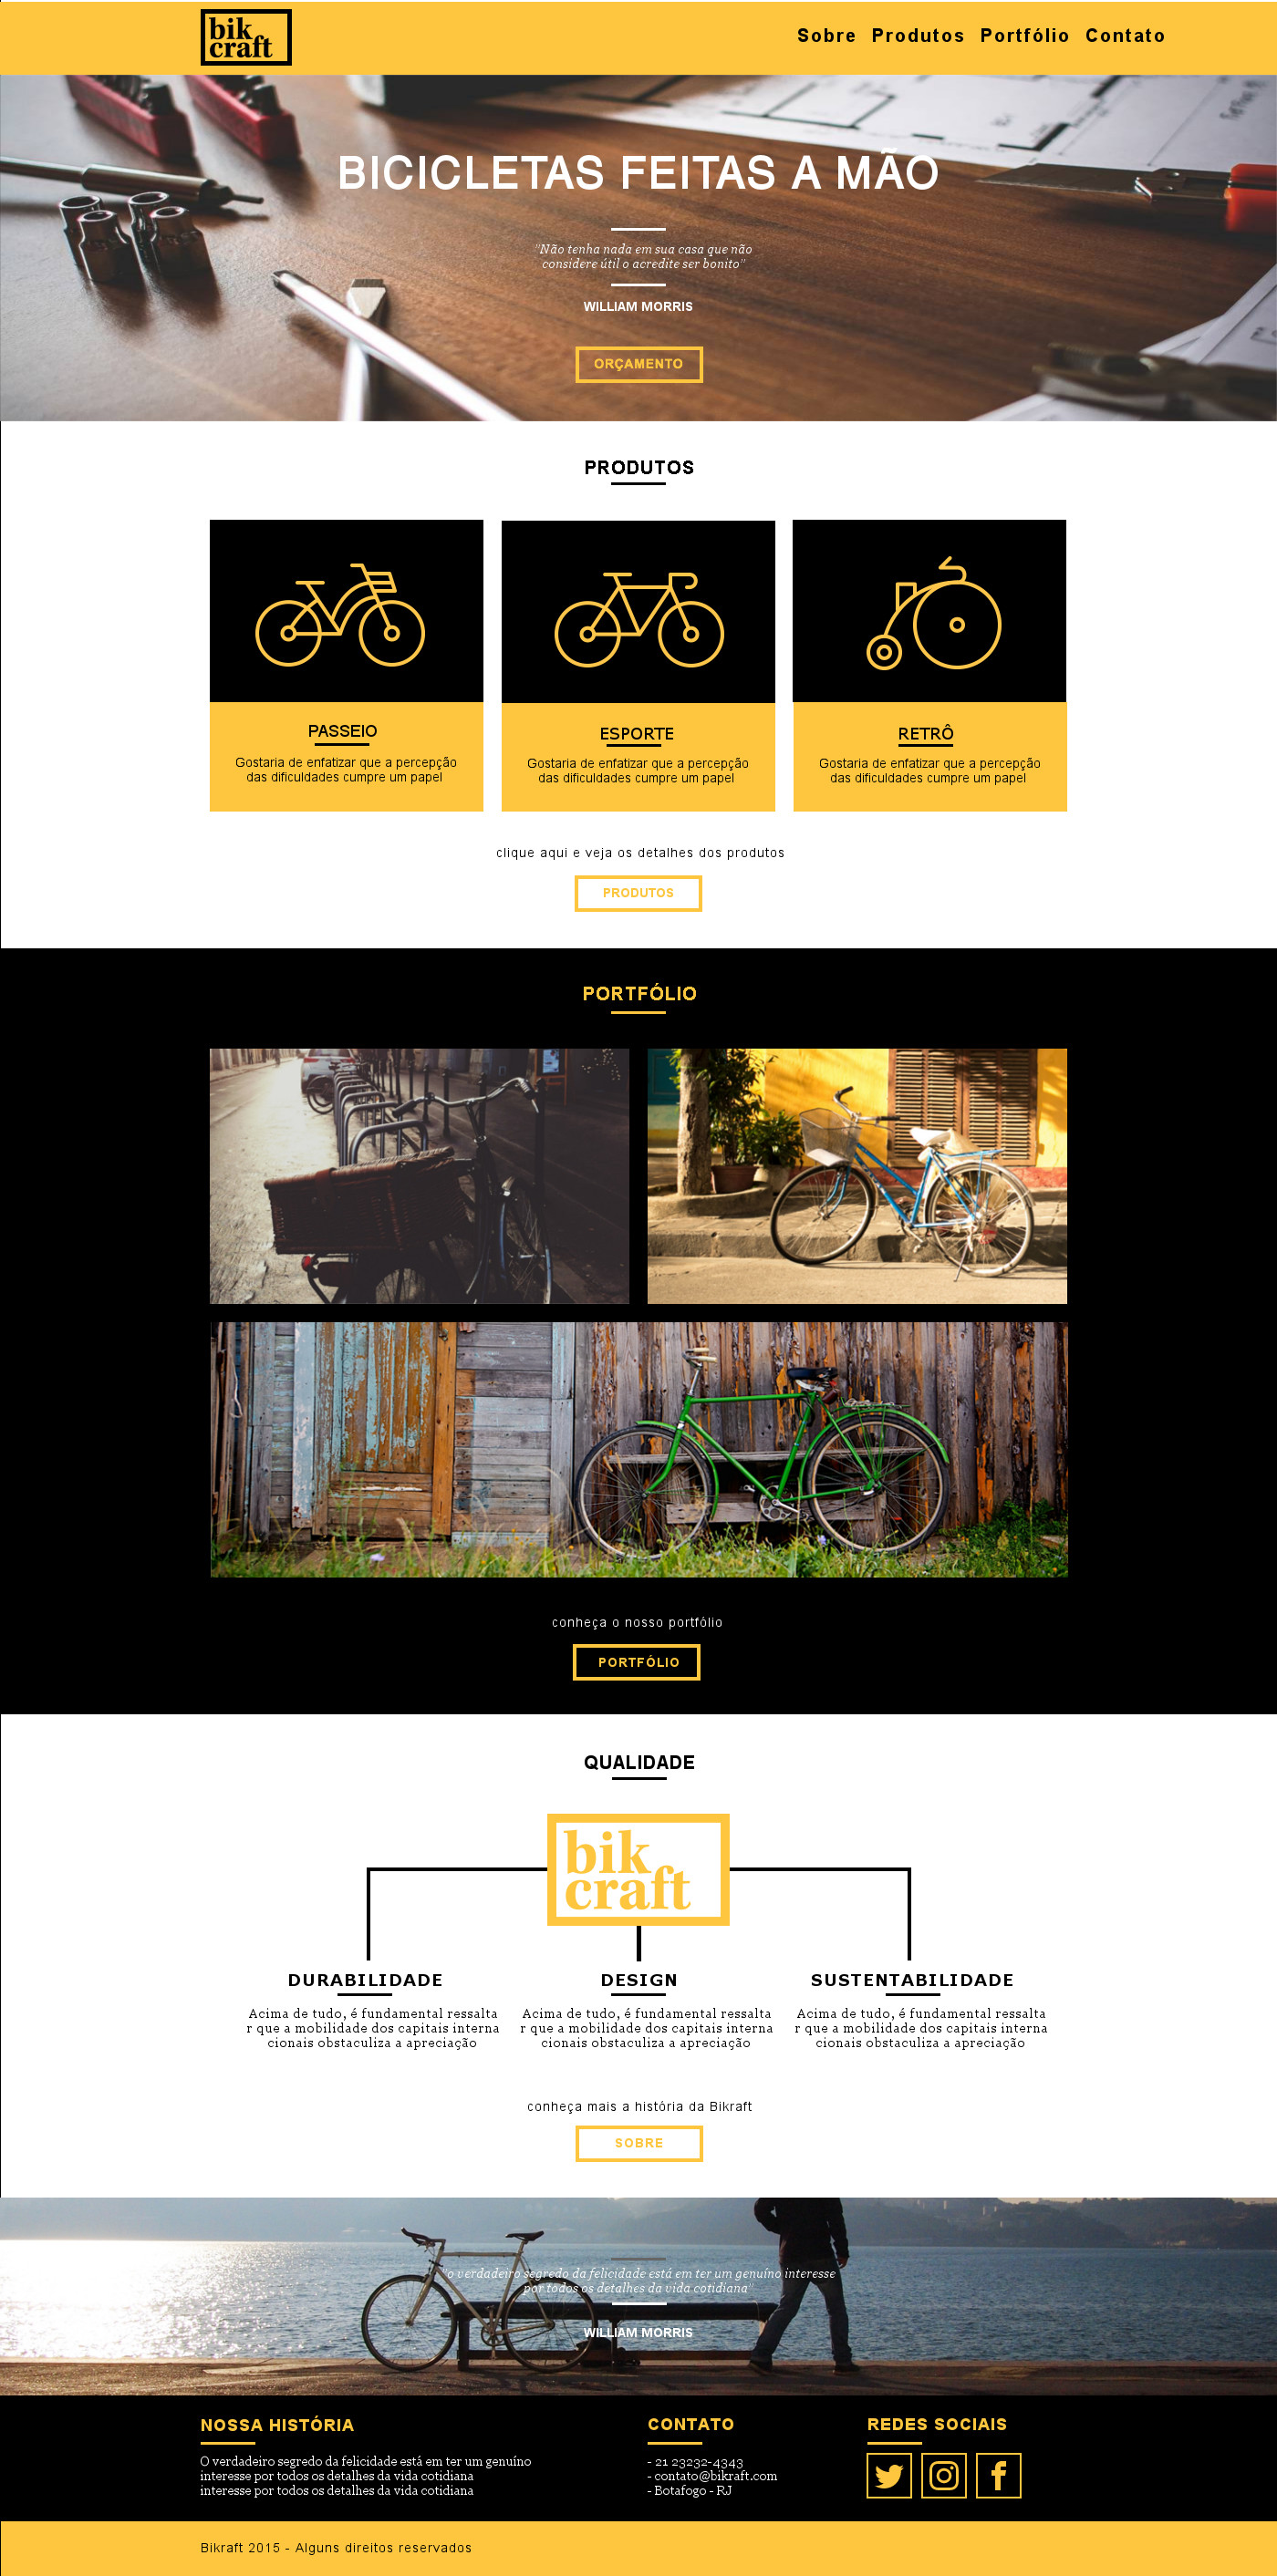 bik
craft
Sobre Produtos Portfólio Contato
BICICLETAS FEITAS A MÃO
"Não tenha nada em sua casa que não
considere útil o acredite ser bonito"
WILLIAM MORRIS
ORÇAMENTO
PRODUTOS
PASSEIO
Gostaria de enfatizar que a percepção
das dificuldades cumpre um papel
ESPORTE
Gostaria de enfatizar que a percepção
das dificuldades cumpre um papel
RETRÔ
Gostaria de enfatizar que a percepção
das dificuldades cumpre um papel
clique aqui e veja os detalhes dos produtos
PRODUTOS
PORTFÓLIO
conheça o nosso portfólio
PORTFÓLIO
QUALIDADE
bik
craft
DURABILIDADE
Acima de tudo, é fundamental ressalta
r que a mobilidade dos capitais interna
cionais obstaculiza a apreciação
DESIGN
Acima de tudo, é fundamental ressalta
r que a mobilidade dos capitais interna
cionais obstaculiza a apreciação
SUSTENTABILIDADE
Acima de tudo, é fundamental ressalta
r que a mobilidade dos capitais interna
cionais obstaculiza a apreciação
conheça mais a história da Bikraft
SOBRE
"o verdadeiro segredo da felicidade está em ter um genuíno interesse
por todos os detalhes da vida cotidiana"
WILLIAM MORRIS
NOSSA HISTÓRIA
O verdadeiro segredo da felicidade está em ter um genuíno
interesse por todos os detalhes da vida cotidiana
interesse por todos os detalhes da vida cotidiana
CONTATO
- 21 23232-4343
- contato@bikraft.com
- Botafogo - RJ
REDES SOCIAIS
Bikraft 2015 - Alguns direitos reservados